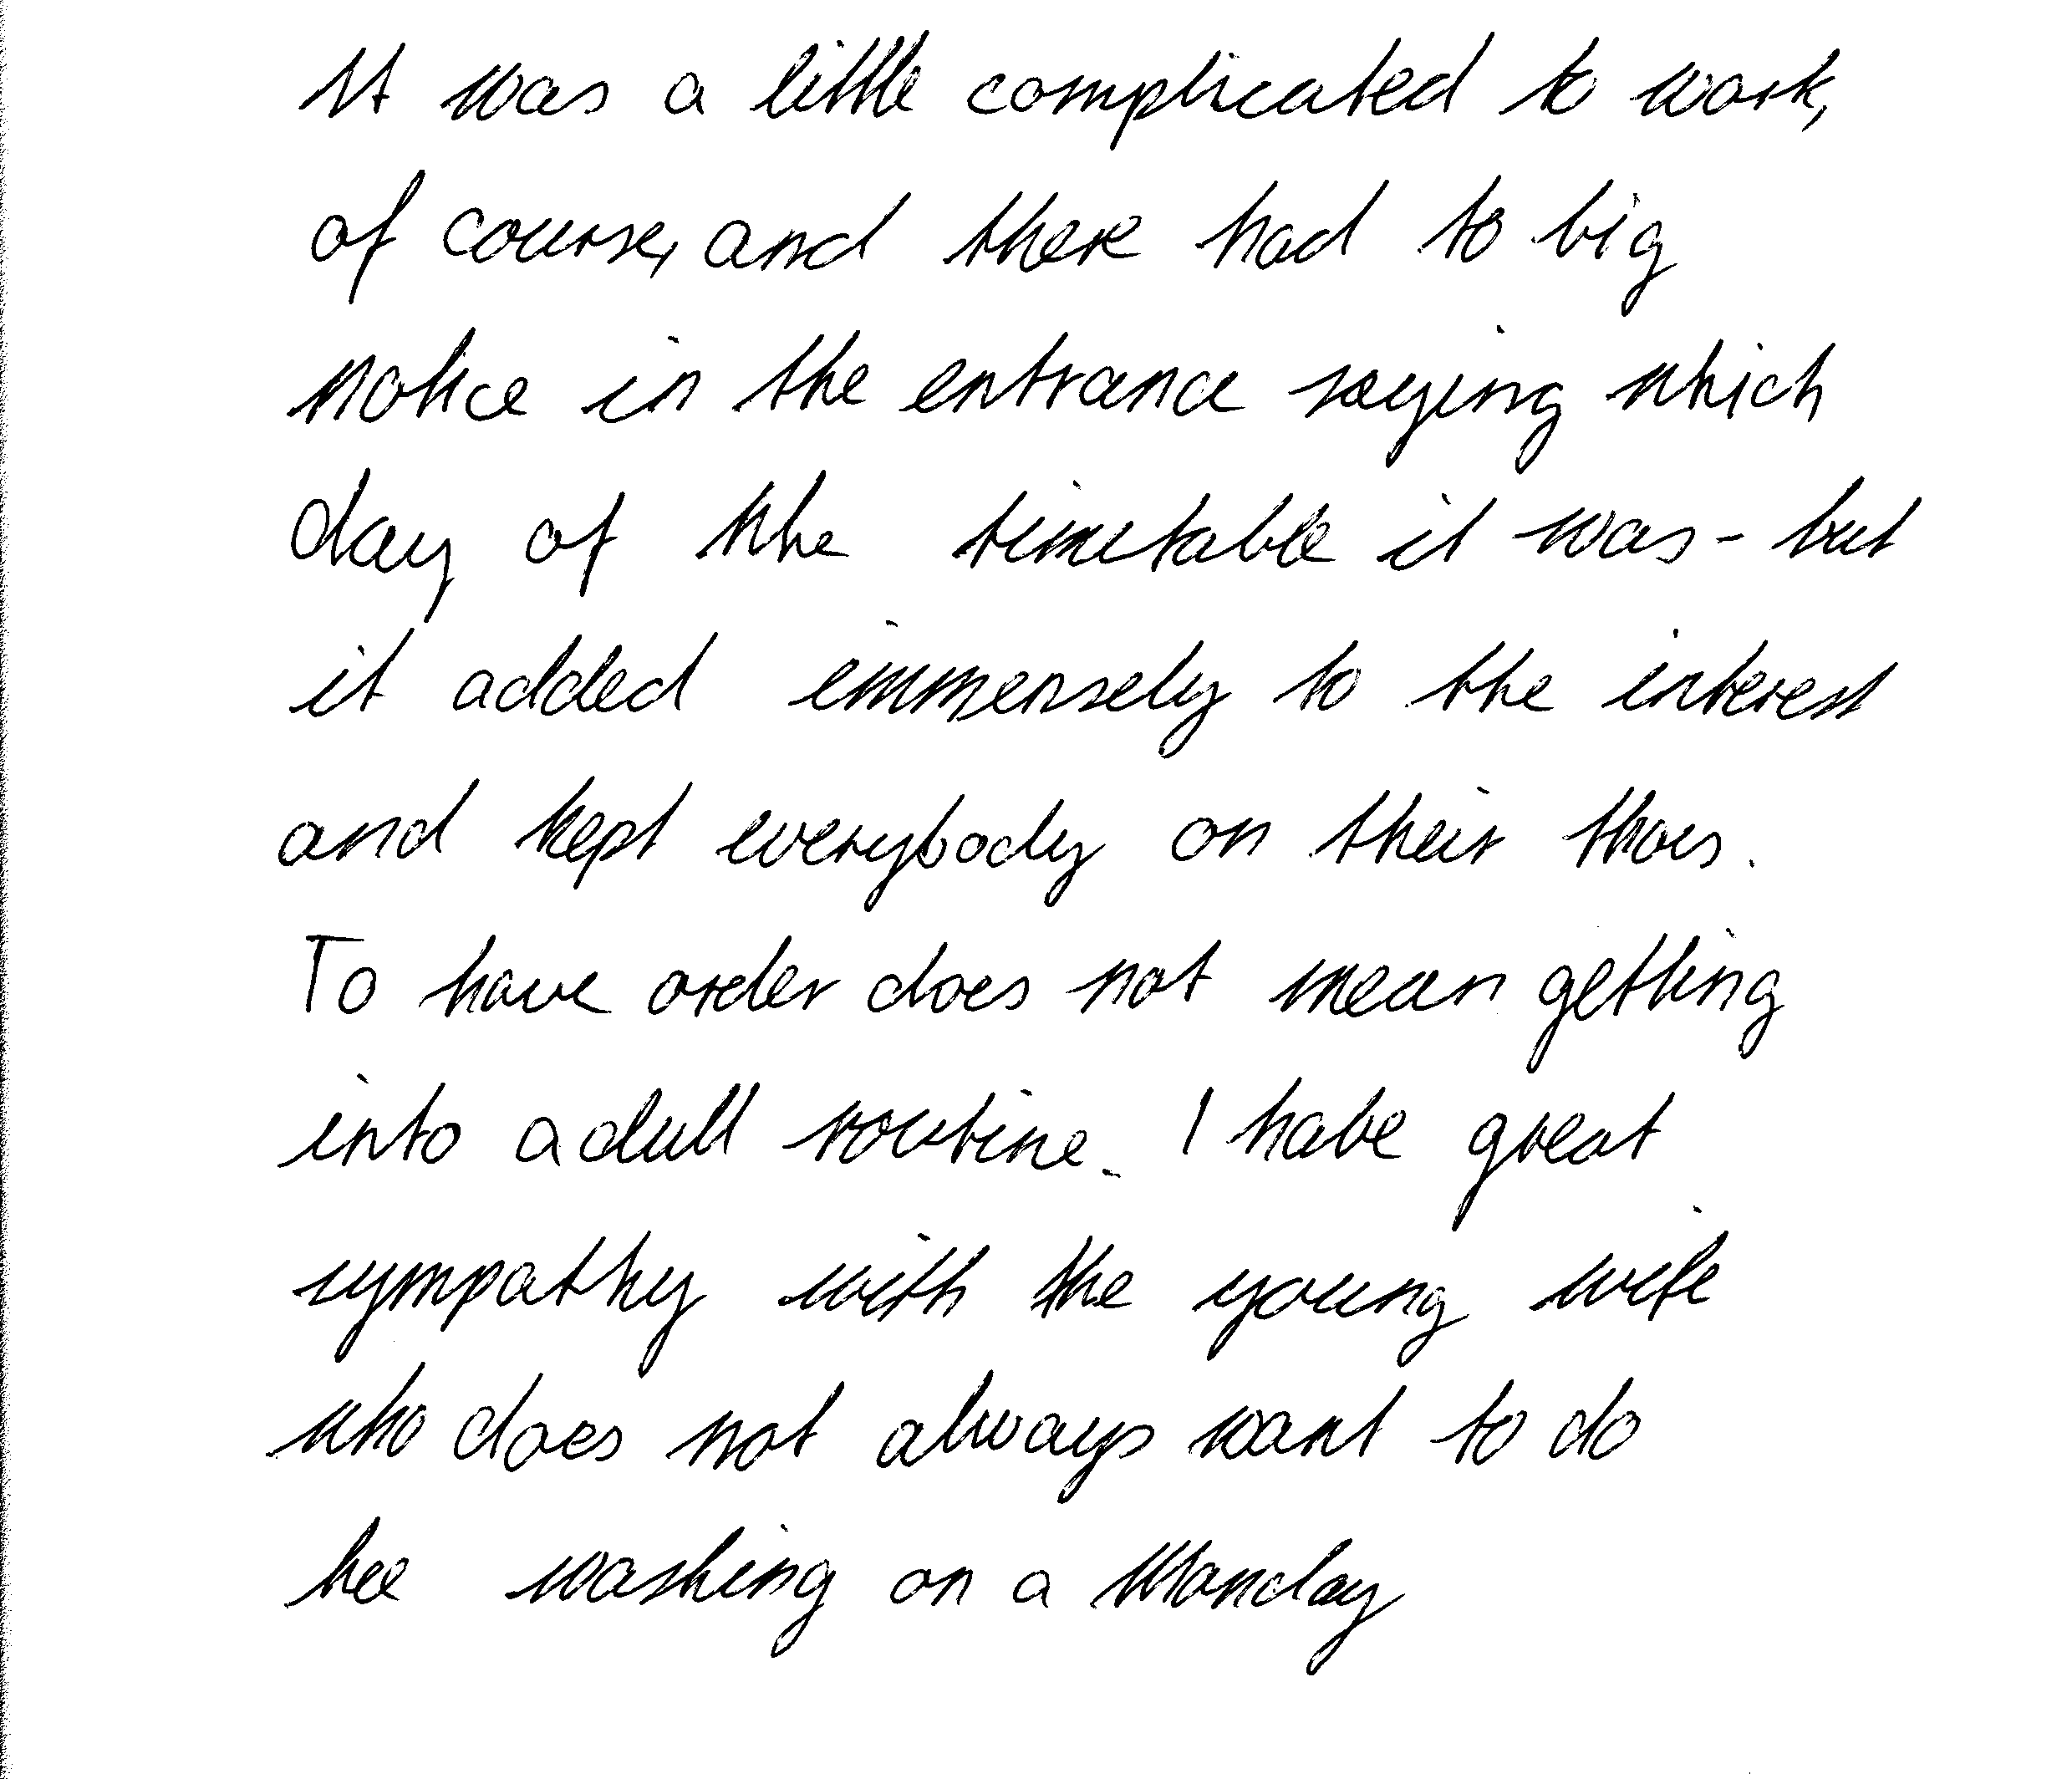 It was a little complicated to work,
of course, and there had to big
notice in the entrance saying which
day of the timetable it was - but
it added immensely to the interest
and kept everybody on their thoes.
To have order does not mean getting
into a dull routine. I have great
sympathy with the young wife
who does not always want to do
hee washing on a Monday